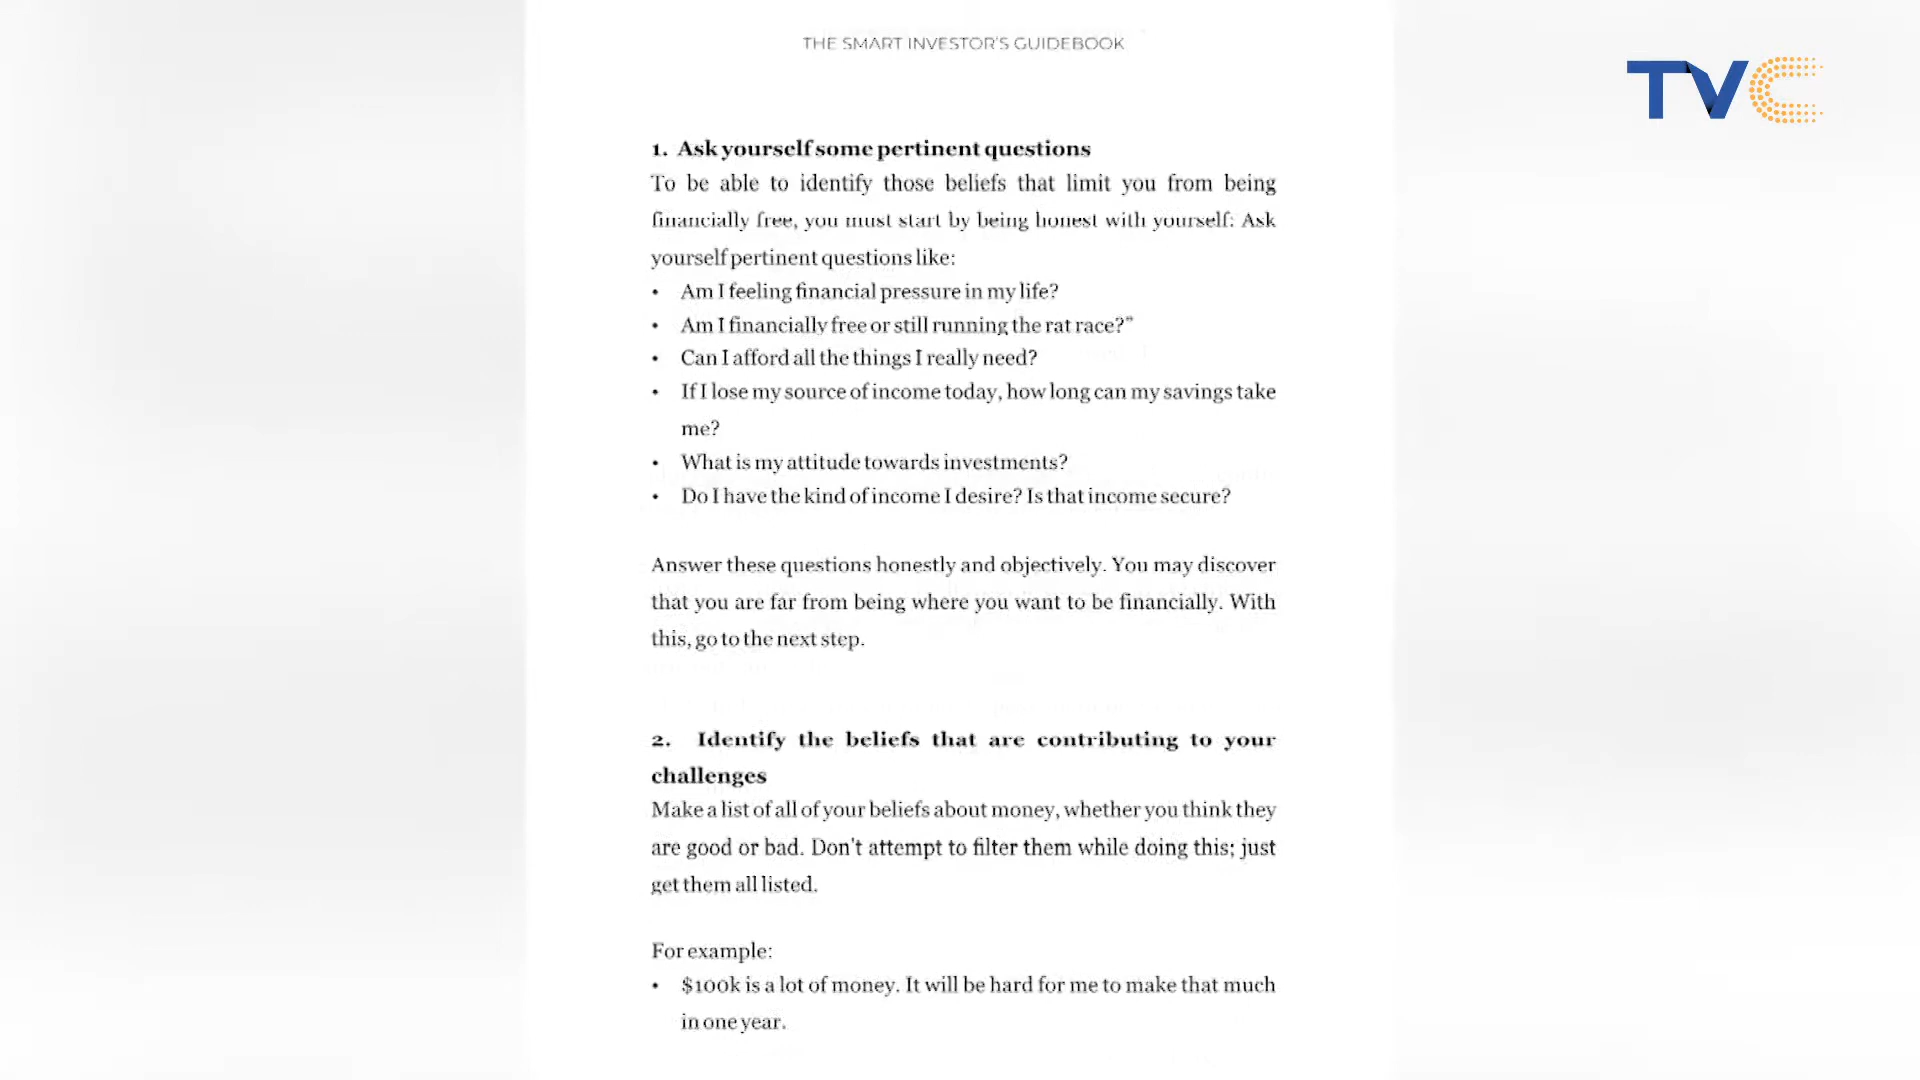 THE SMART INVESTOR'S GUIDEBOOK
TVC
1. Ask yourself some pertinent questions
To be able to identify those beliefs that limit you from being
financially free, you must start by being honest with yourself: Ask
yourself pertinent questions like:
• Am I feeling financial pressure in my life?
• Am I financially free or still running the rat race?"
• Can I afford all the things I really need?
• If I lose my source of income today, how long can my savings take
me?
• What is my attitude towards investments?
• Do I have the kind of income I desire? Is that income secure?
Answer these questions honestly and objectively. You may discover
that you are far from being where you want to be financially. With
this, go to the next step.
2. Identify the beliefs that are contributing to your
challenges
Make a list of all of your beliefs about money, whether you think they
are good or bad. Don't attempt to filter them while doing this; just
get them all listed.
For example:
• $100k is a lot of money. It will be hard for me to make that much
in one year.